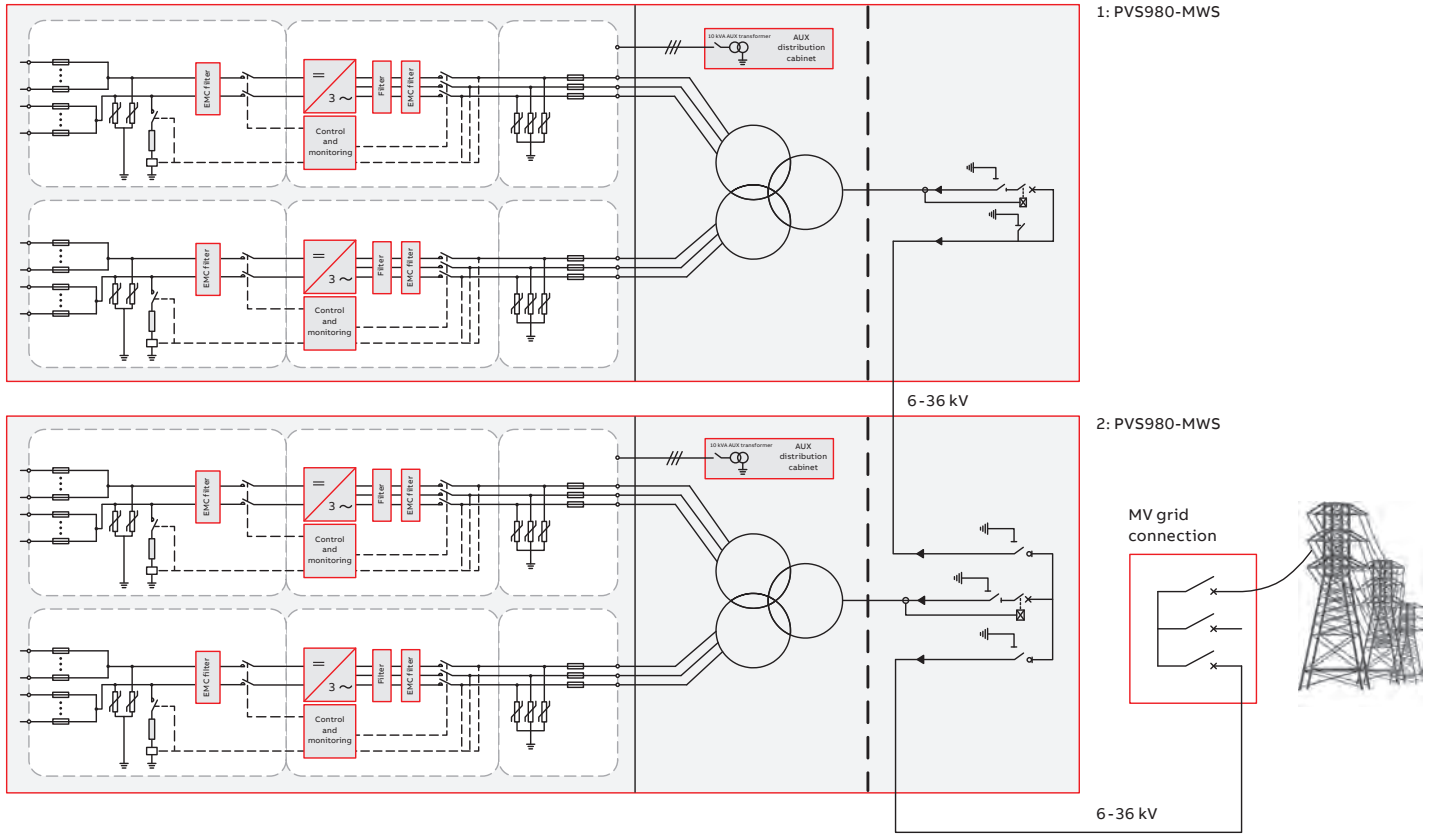 1: PVS980-MWS
10 kVA AUX transformer
AUX
distribution
cabinet
EMC filter
3
Filter
EMC filter
Control
and
monitoring
EMC filter
3
Filter
EMC filter
Control
and
monitoring
6-36 kV
2: PVS980-MWS
10 kVA AUX transformer
AUX
distribution
cabinet
EMC filter
3
Filter
EMC filter
Control
and
monitoring
MV grid
connection
EMC filter
3
Filter
EMC filter
Control
and
monitoring
6-36 kV